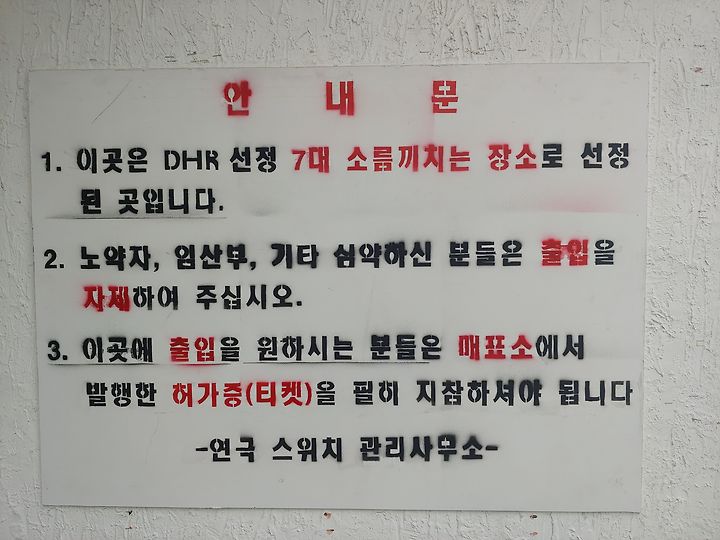 안 내 문
1. 이곳은 DHR 선정 7대 소름끼치는 장소로 선정
된 곳입니다.
2. 노약자, 임산부, 기타 심약하신 분들은 출입을
자제하여 주십시오.
3. 이곳에 출입을 원하시는 분들은 매표소에서
발행한 허가증(티켓)을 필히 지참하셔야 됩니다
-연극 스위치 관리사무소-